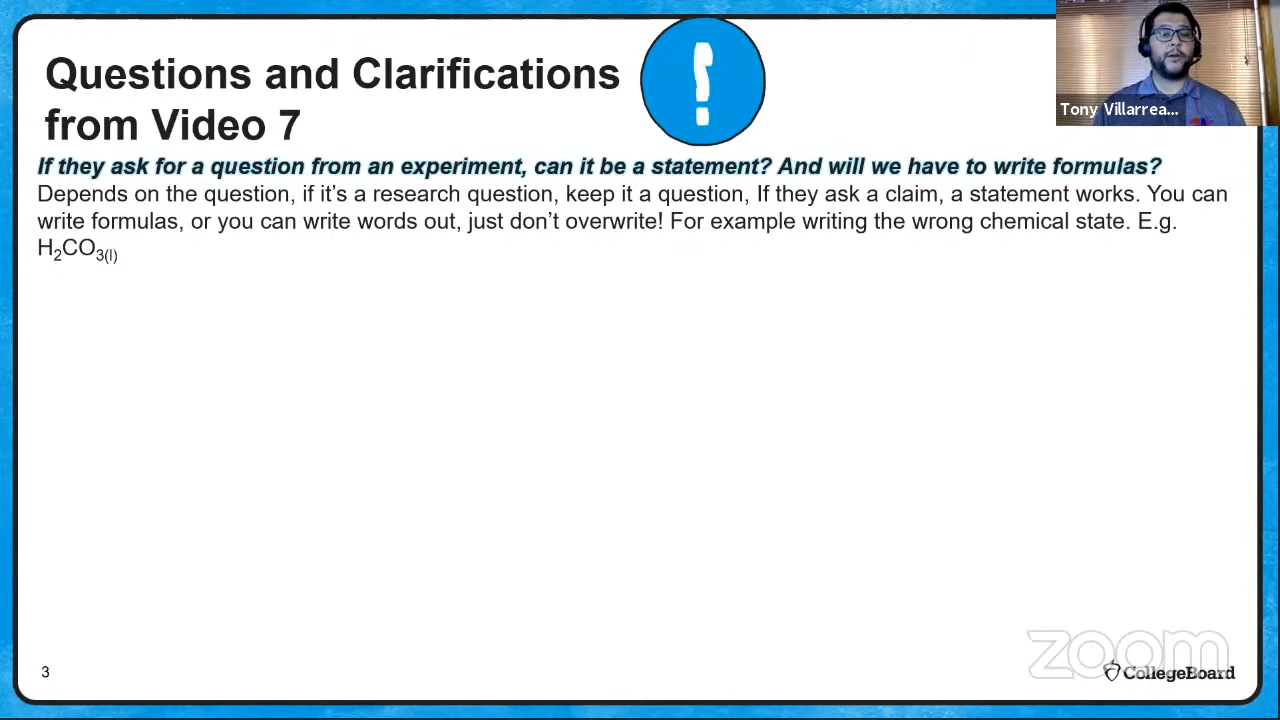 Questions and Clarifications
from Video 7
Tony Villarrea...
If they ask for a question from an experiment, can it be a statement? And will we have to write formulas?
Depends on the question, if it's a research question, keep it a question, If they ask a claim, a statement works. You can
write formulas, or you can write words out, just don't overwrite! For example writing the wrong chemical state. E.g.
H₂CO₃₍ₗ₎
zoom
3
CollegeBoard